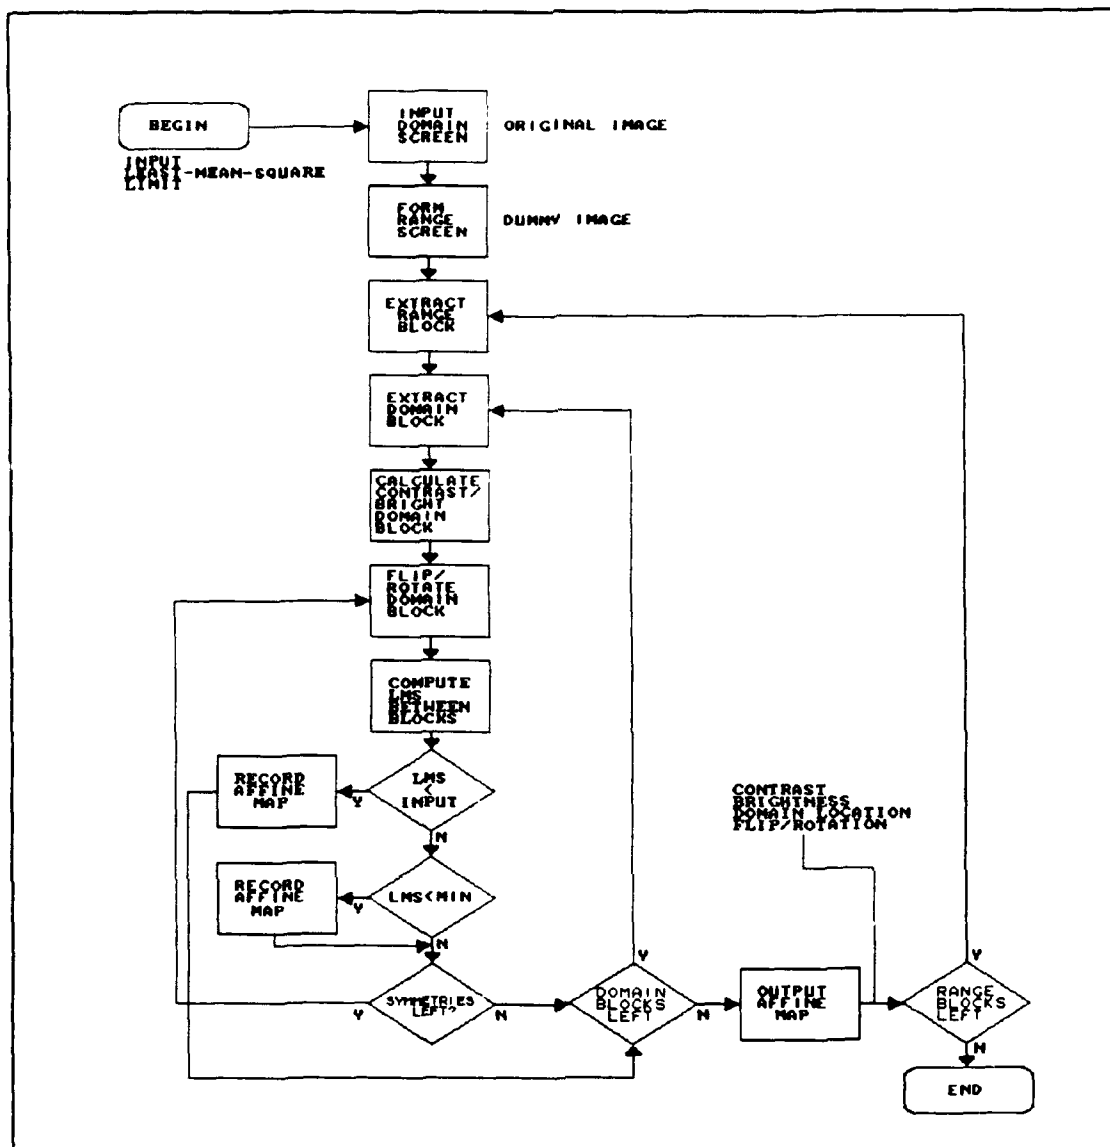 BEGIN
INPUT
LEAST-MEAN-SQUARE
LIMIT
INPUT
DOMAIN
SCREEN
ORIGINAL IMAGE
FORM
RANGE
SCREEN
DUMMY IMAGE
EXTRACT
RANGE
BLOCK
EXTRACT
DOMAIN
BLOCK
CALCULATE
CONTRAST/
BRIGHT
DOMAIN
BLOCK
FLIP/
ROTATE
DOMAIN
BLOCK
COMPUTE
LMS
BETWEEN
BLOCKS
LMS
<
INPUT
Y
N
RECORD
AFFINE
MAP
LMS<MIN
Y
N
RECORD
AFFINE
MAP
SYMMETRIES
LEFT?
Y
N
DOMAIN
BLOCKS
LEFT
Y
N
OUTPUT
AFFINE
MAP
CONTRAST
BRIGHTNESS
DOMAIN LOCATION
FLIP/ROTATION
RANGE
BLOCKS
LEFT
Y
N
END